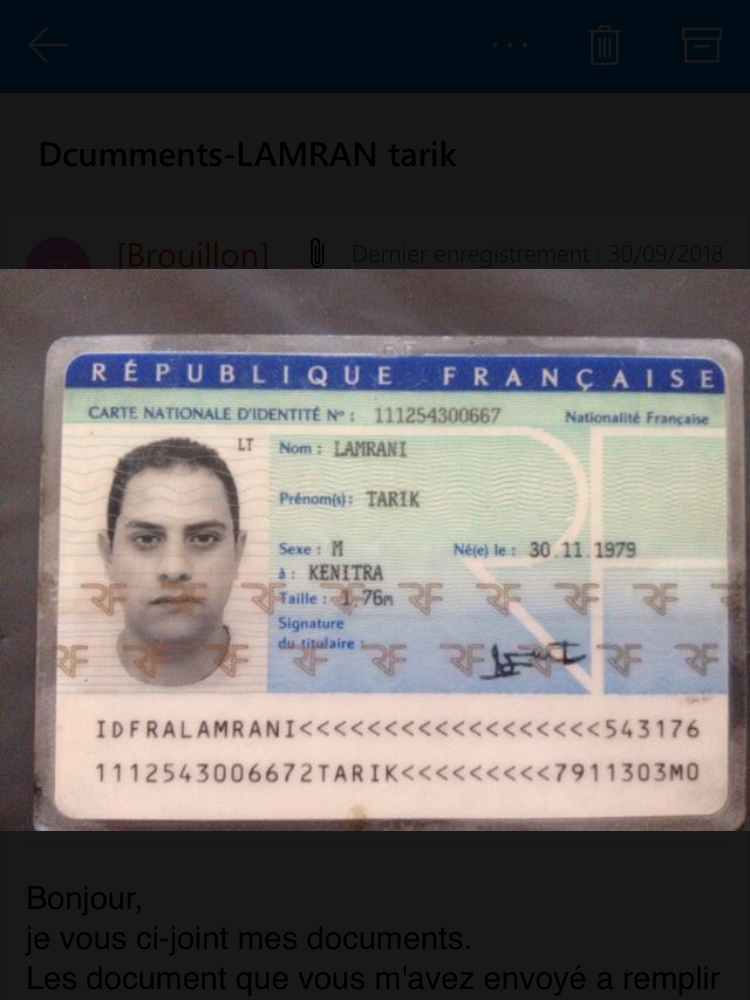 Dcumments-LAMRAN tarik
[Brouillon] Dernier enregistrement : 30/09/2018
RÉPUBLIQUE FRANÇAISE
CARTE NATIONALE D'IDENTITÉ Nº : 111254300667 Nationalité Française
LT
Nom : LAMRANI
Prénom(s) : TARIK
Sexe : M Né(e) le : 30.11.1979
à : KENITRA
Taille : 1.76m
Signature
du titulaire :
IDFRALAMRANI<<<<<<<<<<<<<<<<<<543176
1112543006672TARIK<<<<<<<<<7911303M0
Bonjour,
je vous ci-joint mes documents.
Les document que vous m'avez envoyé a remplir